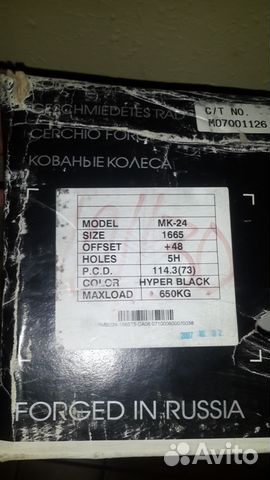 GESCHMIEDETES RAD
C/T NO.
M07001126
CERCHIO FOR
КОВАНЫЕ КОЛЕСА
MODEL MK-24
SIZE 1665
OFFSET +48
HOLES 5H
P.C.D. 114.3(73)
COLOR HYPER BLACK
MAXLOAD 650KG
FORGED IN RUSSIA
Avito